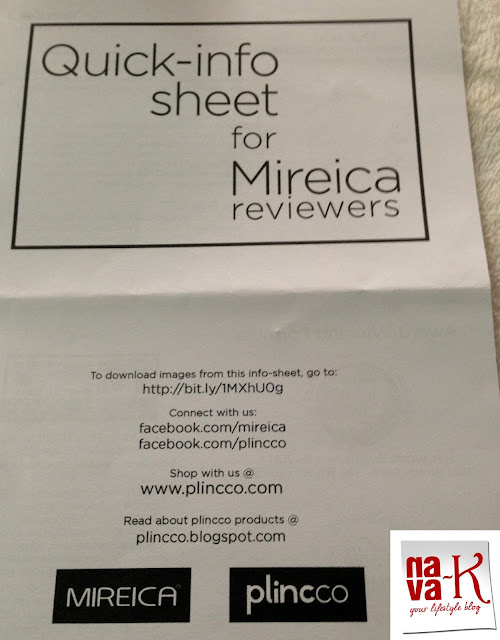 Quick-info
sheet
for
Mireica
reviewers
To download images from this info-sheet, go to:
http://bit.ly/1MXhU0g
Connect with us:
facebook.com/mireica
facebook.com/plincco
Shop with us @
www.plincco.com
Read about plincco products @
plincco.blogspot.com
MIREICA
plincco
na
va-K
your lifestyle blog